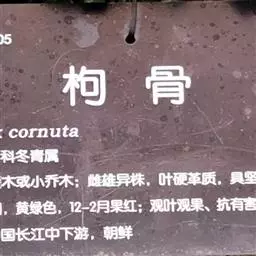 05
枸骨
x cornuta
科冬青属
木或小乔木；雌雄异株，叶硬革质，具坚
，黄绿色，12-2月果红；观叶观果、抗有害
国长江中下游，朝鲜